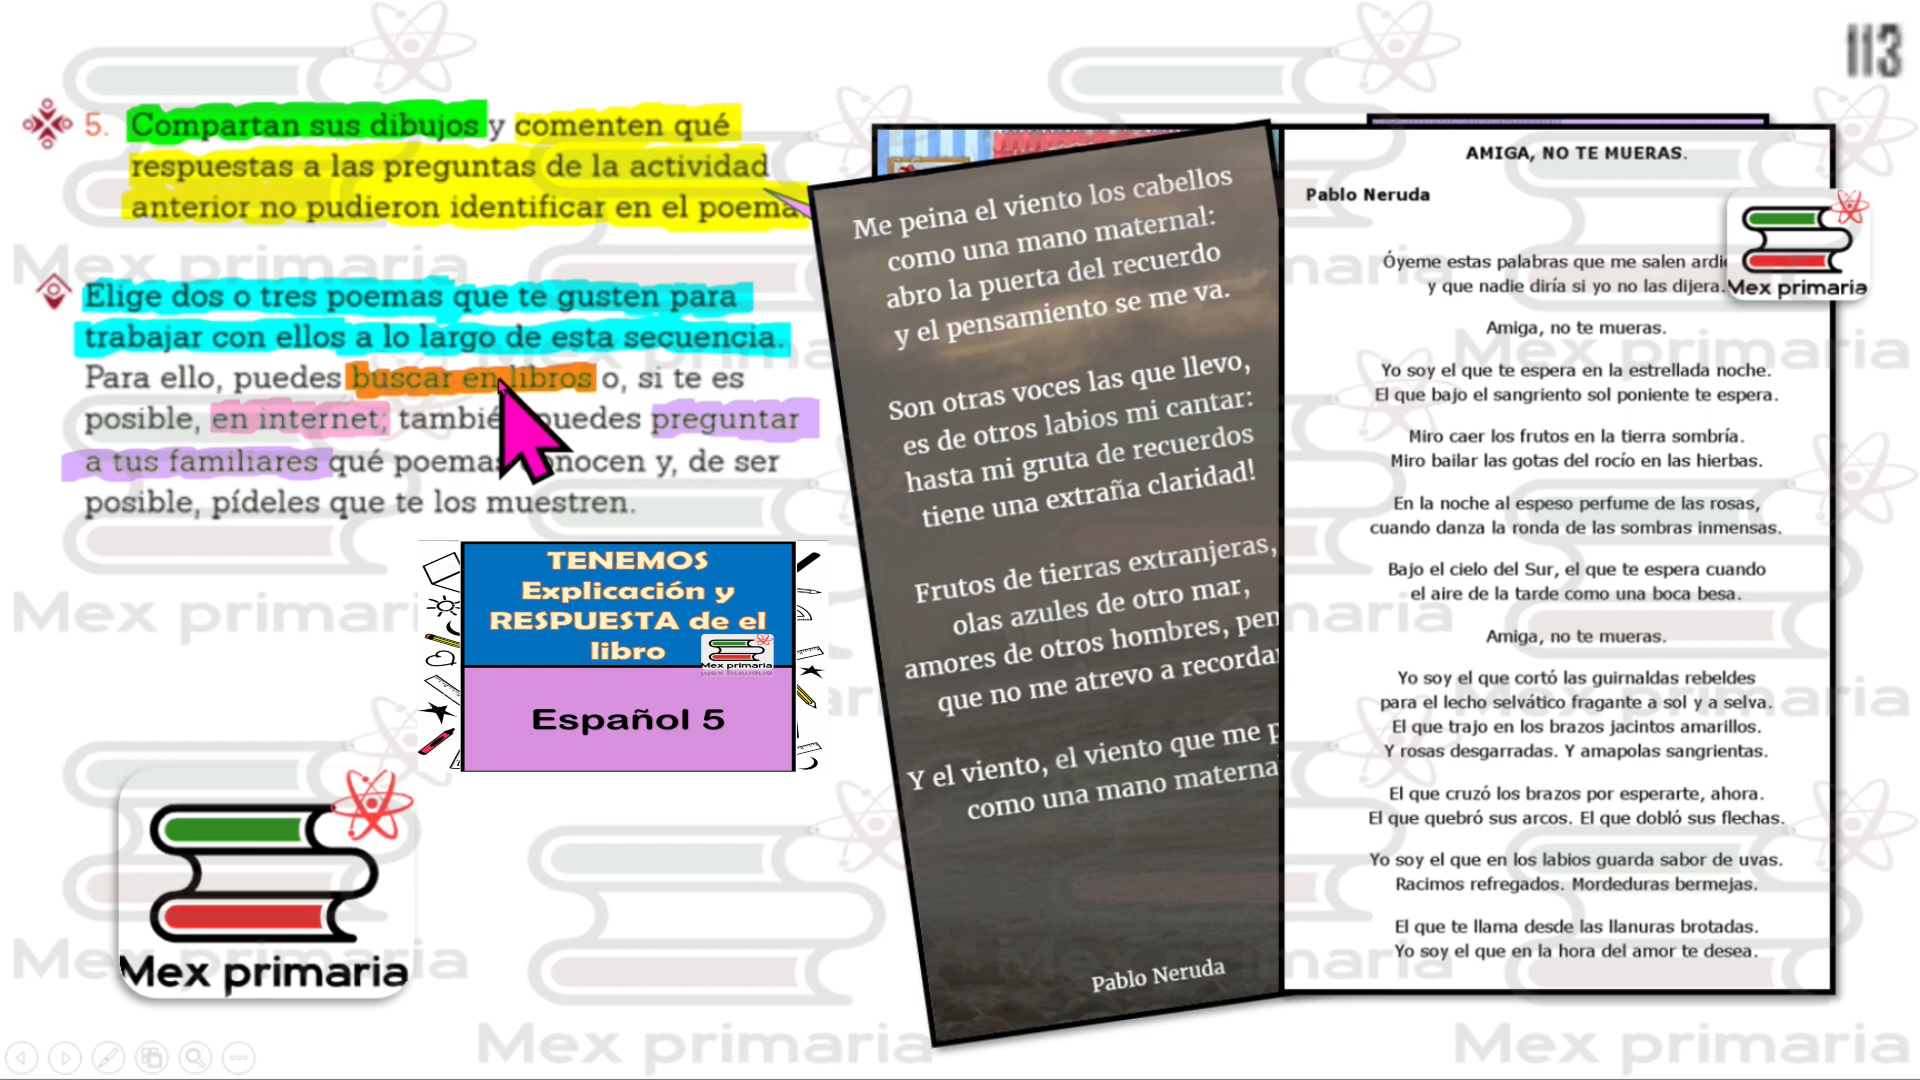 113
5. Compartan sus dibujos y comenten qué
respuestas a las preguntas de la actividad
anterior no pudieron identificar en el poema.
Elige dos o tres poemas que te gusten para
trabajar con ellos a lo largo de esta secuencia.
Para ello, puedes buscar en libros o, si te es
posible, en internet; también puedes preguntar
a tus familiares qué poemas conocen y, de ser
posible, pídeles que te los muestren.
TENEMOS
Explicación y
RESPUESTA de el
libro
Mex primaria
Español 5
Mex primaria
Me peina el viento los cabellos
como una mano maternal:
abro la puerta del recuerdo
y el pensamiento se me va.
Son otras voces las que llevo,
es de otros labios mi cantar:
hasta mi gruta de recuerdos
tiene una extraña claridad!
Frutos de tierras extranjeras,
olas azules de otro mar,
amores de otros hombres, pen
que no me atrevo a recordar
Y el viento, el viento que me p
como una mano materna
Pablo Neruda
AMIGA, NO TE MUERAS.
Pablo Neruda
Óyeme estas palabras que me salen ardie
y que nadie diría si yo no las dijera.
Mex primaria
Amiga, no te mueras.
Yo soy el que te espera en la estrellada noche.
El que bajo el sangriento sol poniente te espera.
Miro caer los frutos en la tierra sombría.
Miro bailar las gotas del rocío en las hierbas.
En la noche al espeso perfume de las rosas,
cuando danza la ronda de las sombras inmensas.
Bajo el cielo del Sur, el que te espera cuando
el aire de la tarde como una boca besa.
Amiga, no te mueras.
Yo soy el que cortó las guirnaldas rebeldes
para el lecho selvático fragante a sol y a selva.
El que trajo en los brazos jacintos amarillos.
Y rosas desgarradas. Y amapolas sangrientas.
El que cruzó los brazos por esperarte, ahora.
El que quebró sus arcos. El que dobló sus flechas.
Yo soy el que en los labios guarda sabor de uvas.
Racimos refregados. Mordeduras bermejas.
El que te llama desde las llanuras brotadas.
Yo soy el que en la hora del amor te desea.
Mex primaria
Mex primaria